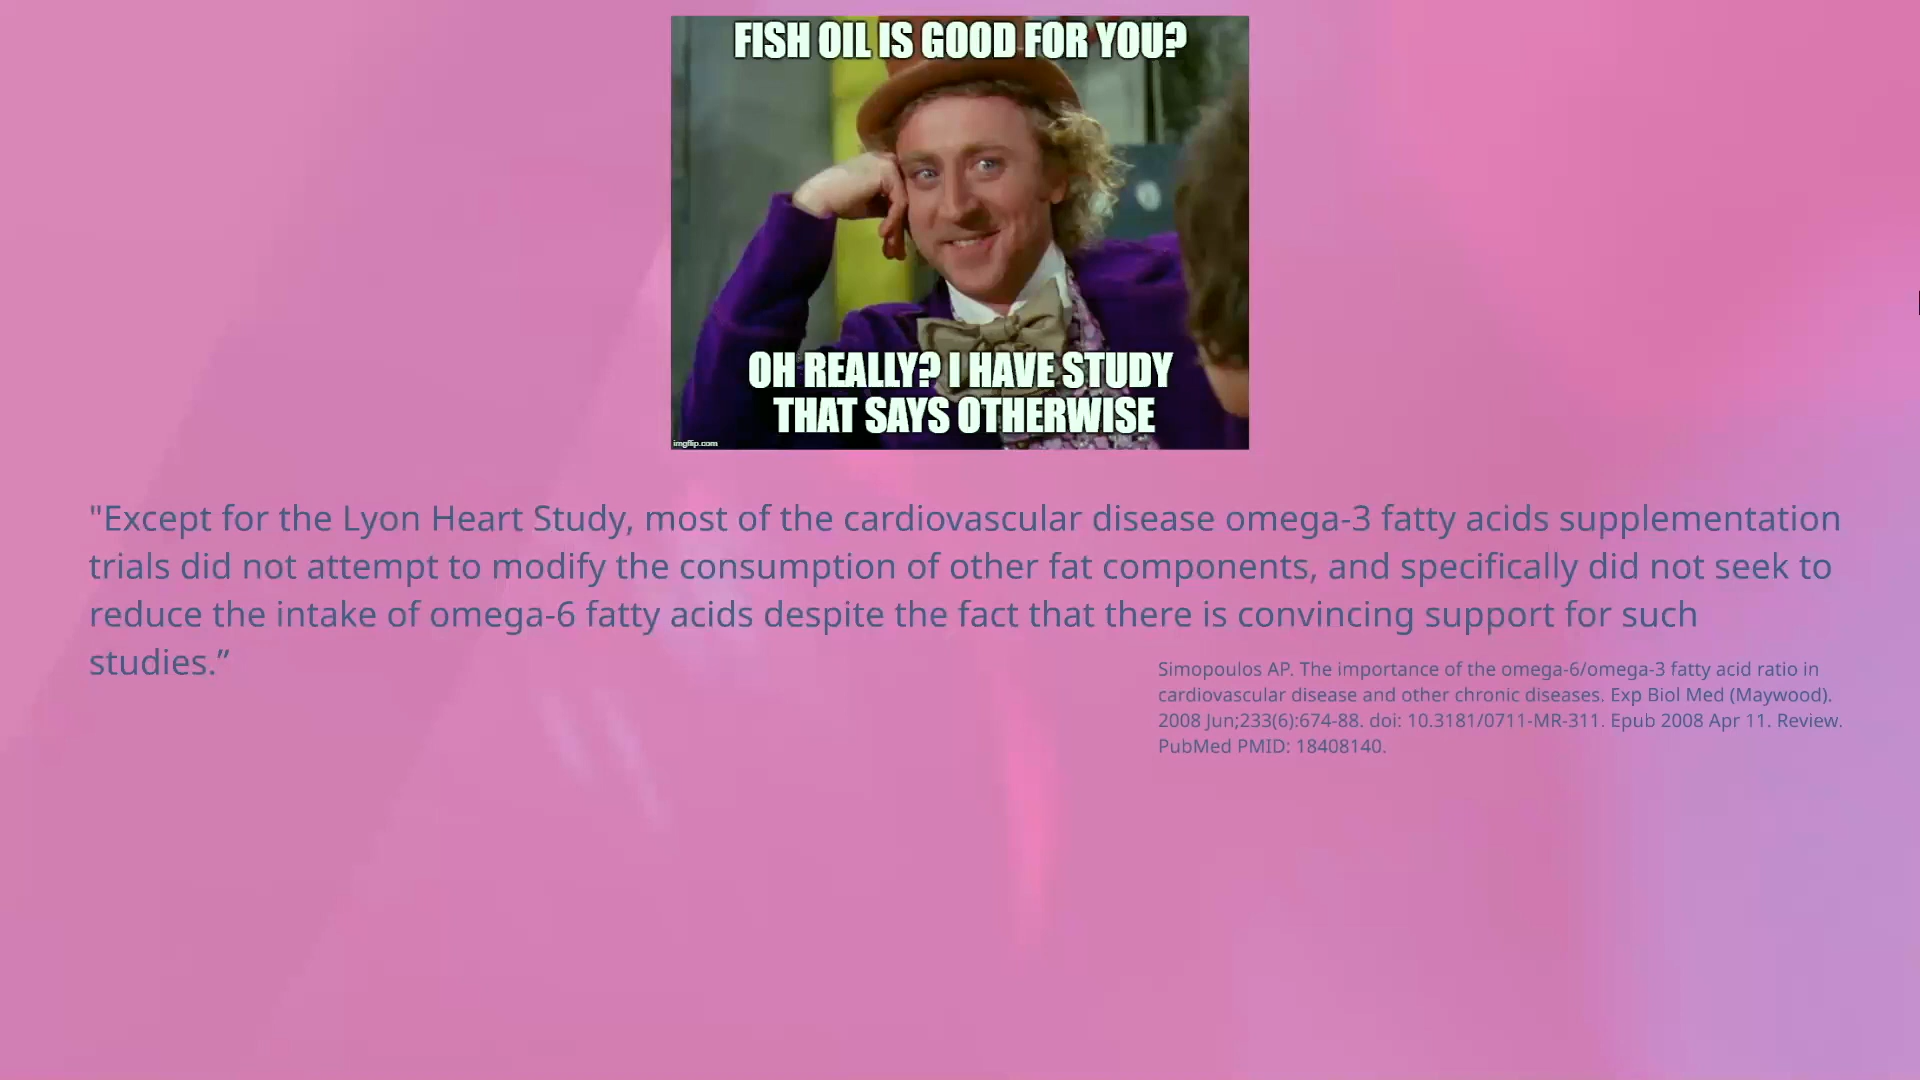 FISH OIL IS GOOD FOR YOU?
OH REALLY? I HAVE STUDY
THAT SAYS OTHERWISE
imgflip.com
"Except for the Lyon Heart Study, most of the cardiovascular disease omega-3 fatty acids supplementation
trials did not attempt to modify the consumption of other fat components, and specifically did not seek to
reduce the intake of omega-6 fatty acids despite the fact that there is convincing support for such
studies.”
Simopoulos AP. The importance of the omega-6/omega-3 fatty acid ratio in
cardiovascular disease and other chronic diseases. Exp Biol Med (Maywood).
2008 Jun;233(6):674-88. doi: 10.3181/0711-MR-311. Epub 2008 Apr 11. Review.
PubMed PMID: 18408140.